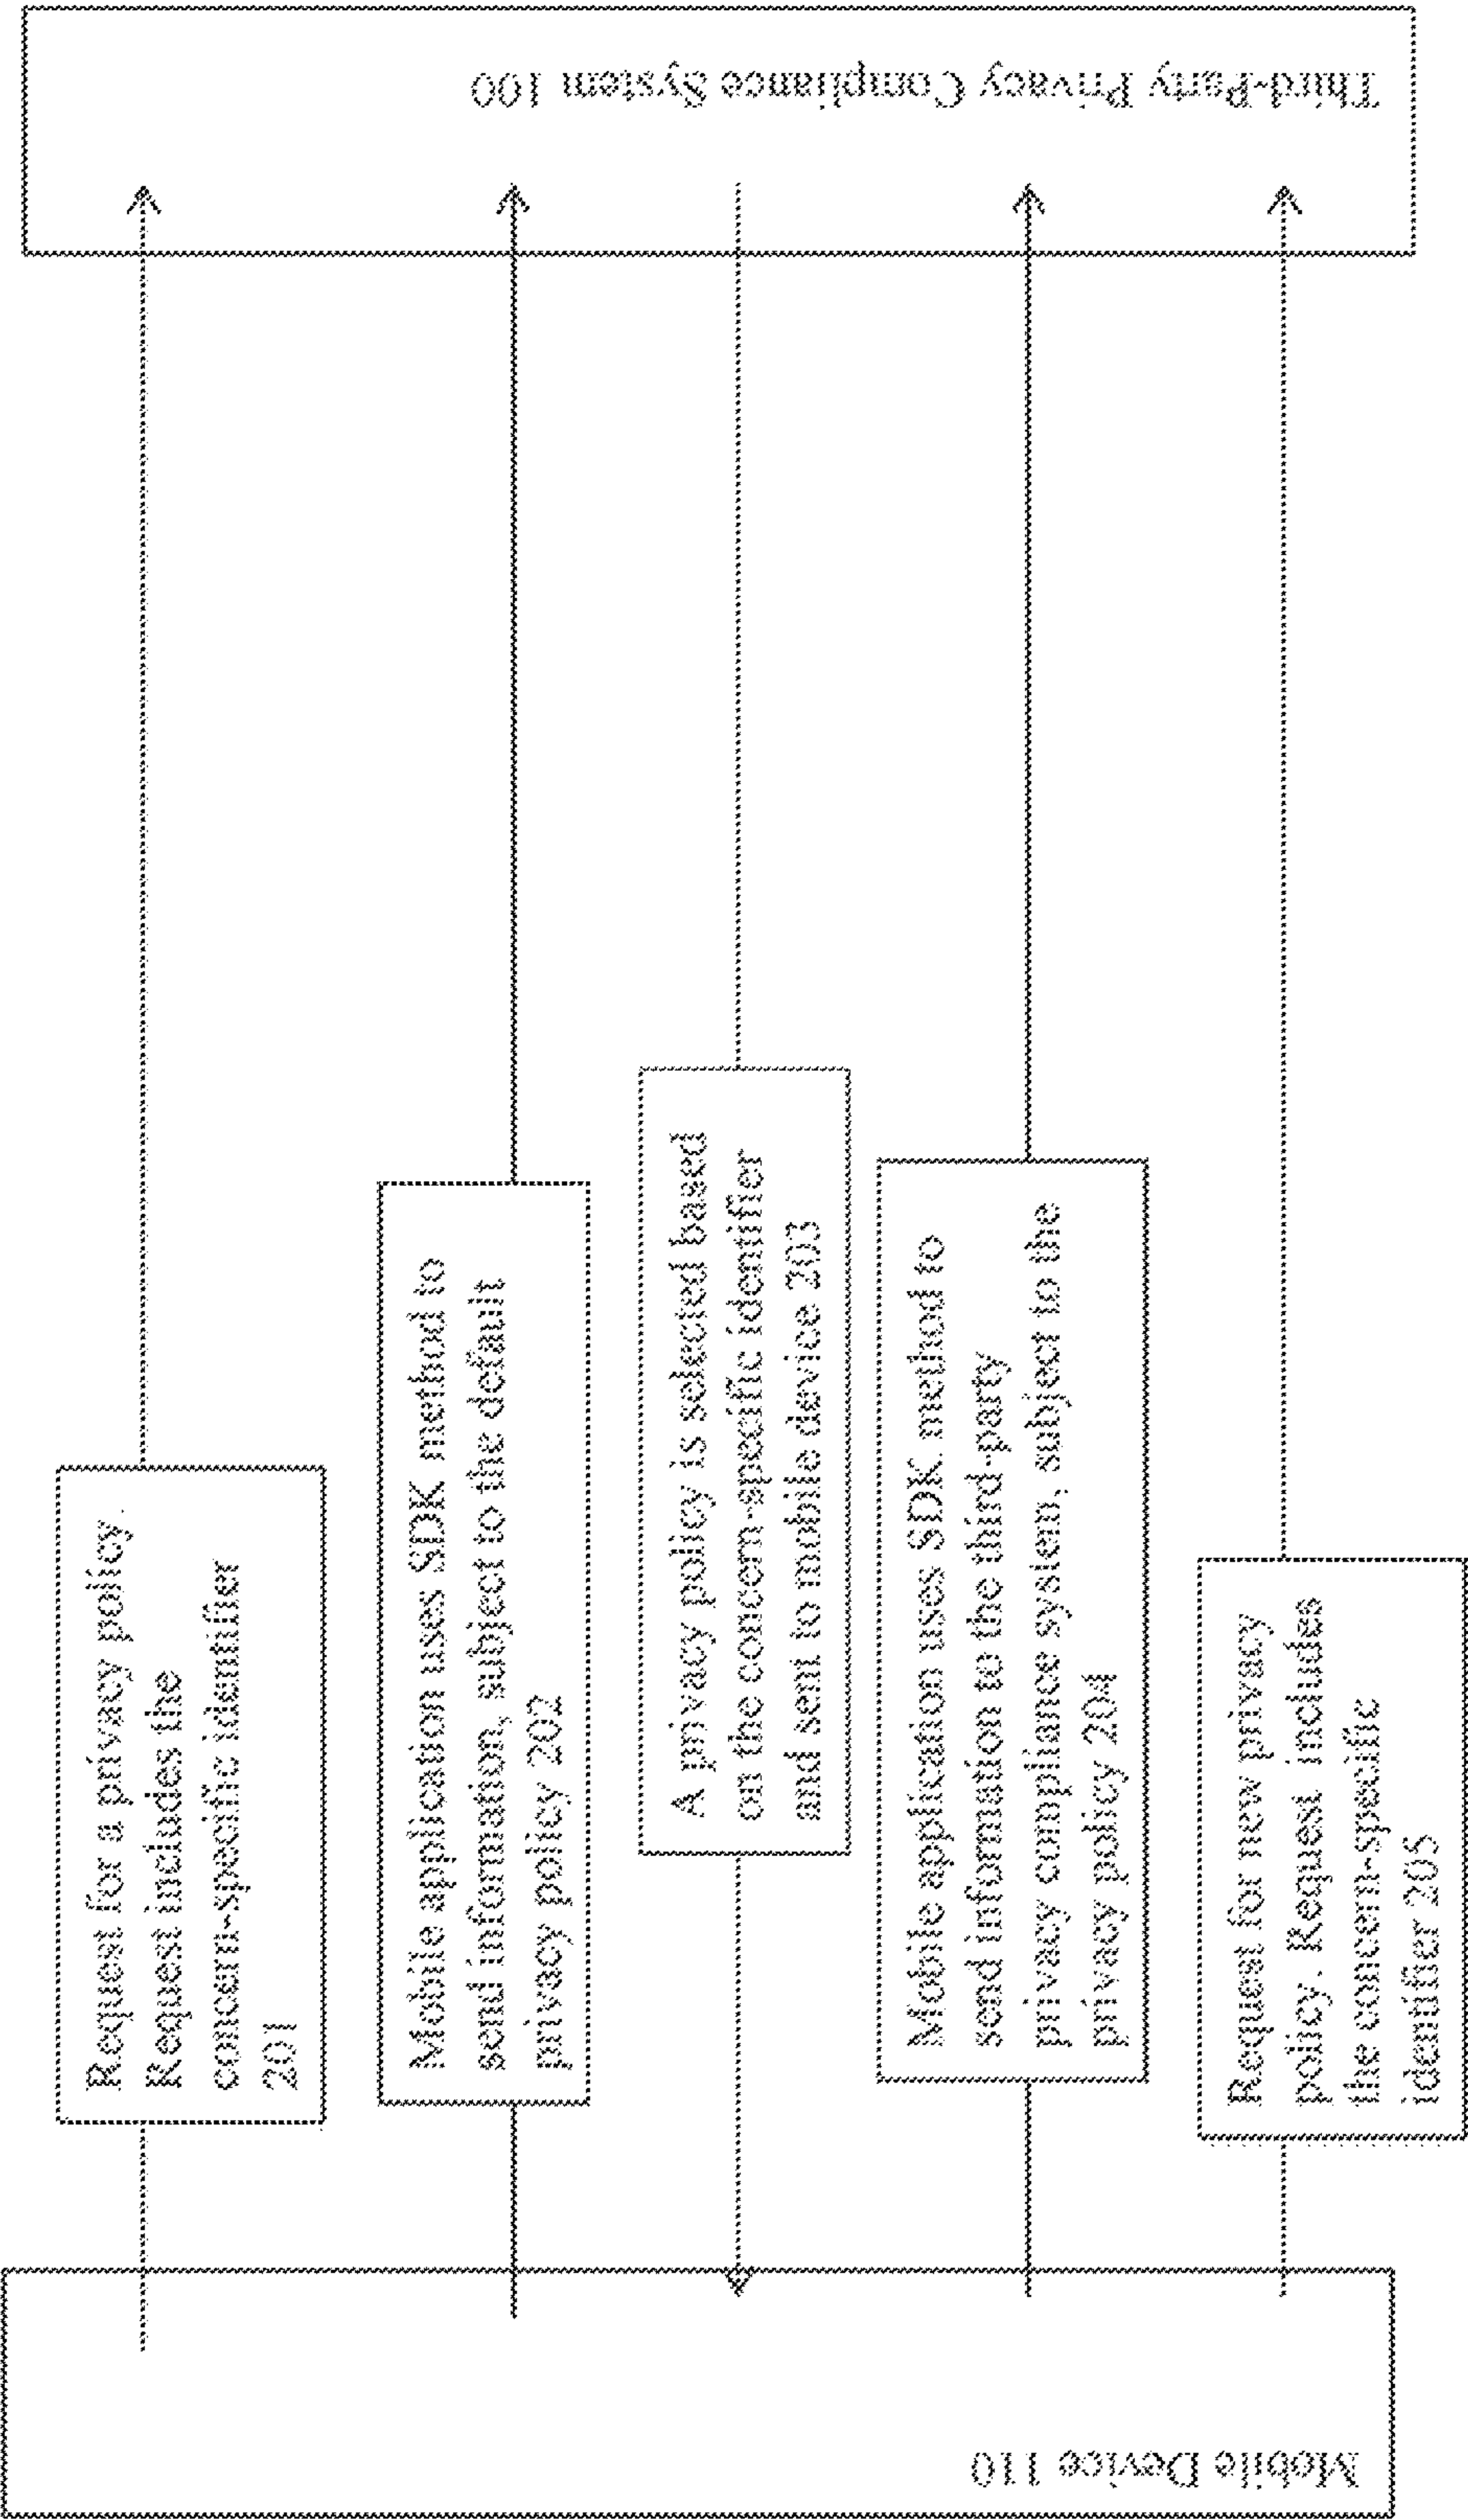 Mobile Device 110
Request for a privacy policy.
Request includes the
concern-specific identifier
201
Mobile application uses SDK method to
send information, subject to the default
privacy policy 202
A privacy policy is selected based
on the concern-specific identifier
and sent to mobile device 203
Mobile application uses SDK method to
send information to the third-party
privacy compliance system, subject to the
privacy policy 204
Request for new privacy
policy. Request includes
the concern-specific
identifier 205
Third-Party Privacy Compliance System 100